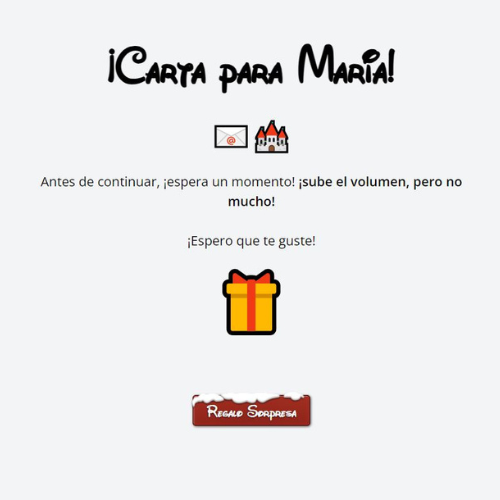 ¡Carta para María!
Antes de continuar, ¡espera un momento! ¡sube el volumen, pero no
mucho!
¡Espero que te guste!
Regalo Sorpresa